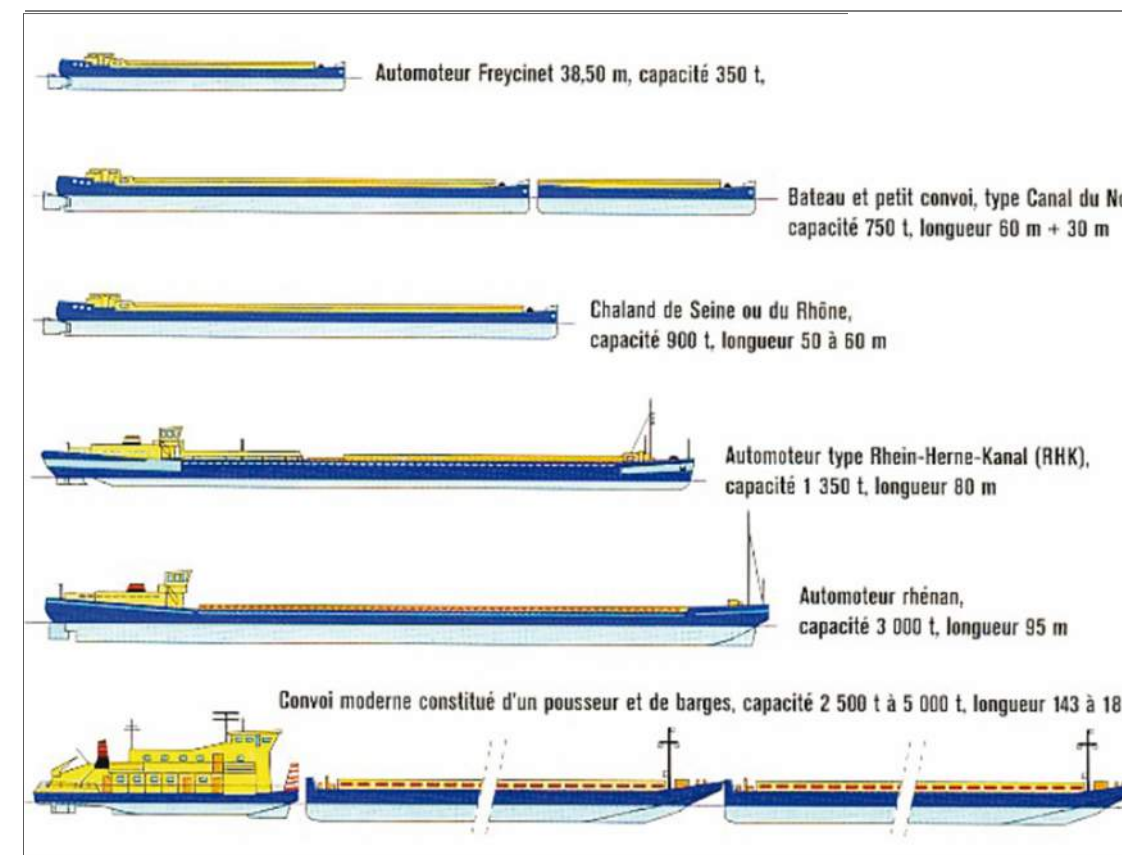 Automoteur Freycinet 38,50 m, capacité 350 t,
Bateau et petit convoi, type Canal du No
capacité 750 t, longueur 60 m + 30 m
Chaland de Seine ou du Rhône,
capacité 900 t, longueur 50 à 60 m
Automoteur type Rhein-Herne-Kanal (RHK),
capacité 1 350 t, longueur 80 m
Automoteur rhénan,
capacité 3 000 t, longueur 95 m
Convoi moderne constitué d'un pousseur et de barges, capacité 2 500 t à 5 000 t, longueur 143 à 18